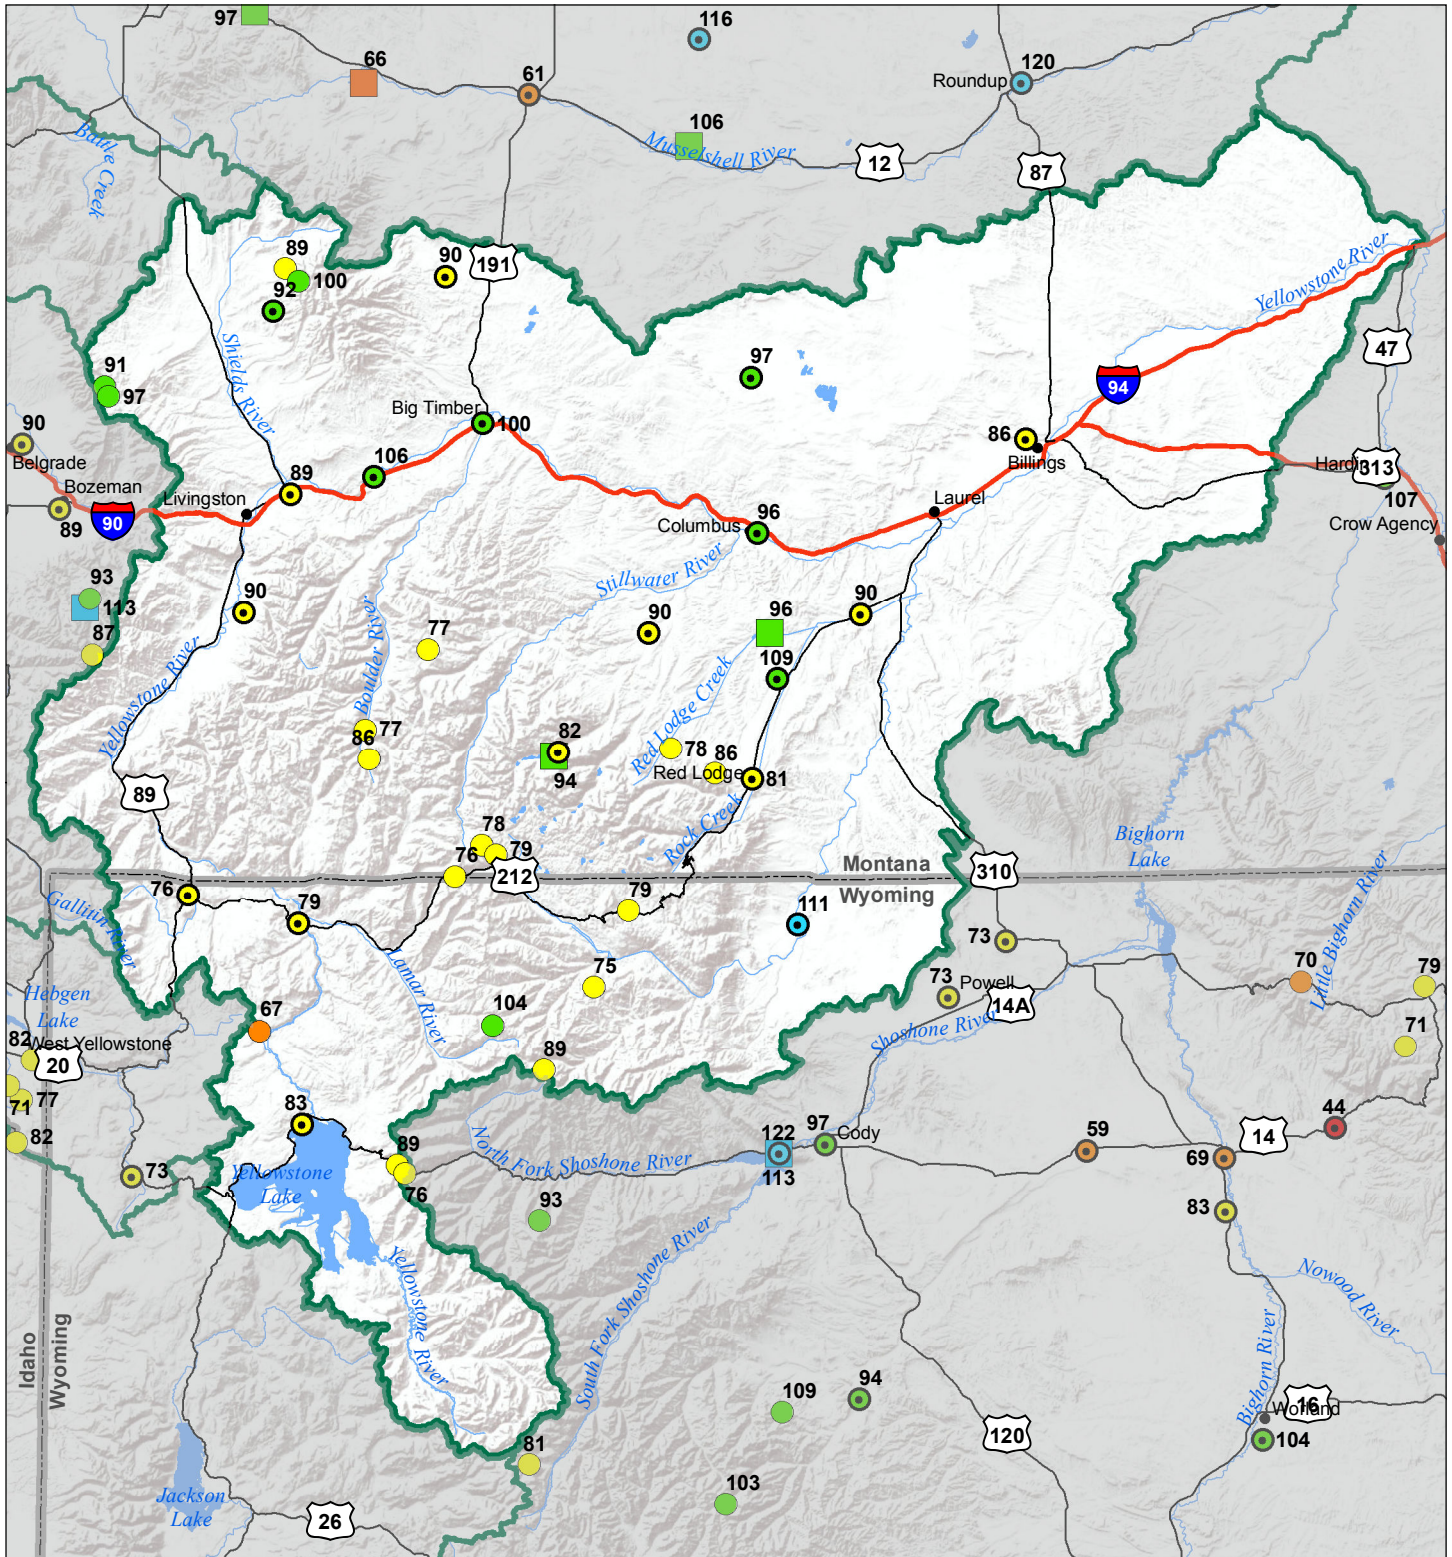 97
116
66
61
120
Roundup
106
Musselshell River
12
87
Battle
Creek
89
100
90
191
92
Yellowstone River
47
Shields River
91
97
97
94
Big Timber
100
90
Belgrade
86
Billings
Hardin
313
107
106
89
Bozeman
Livingston
89
90
Laurel
96
Columbus
Crow Agency
Stillwater River
93
113
87
90
Boulder River
77
90
96
90
109
Yellowstone River
Red Lodge Creek
77
86
82
94
78
86
Red Lodge
81
89
Rock Creek
78
79
76
212
Montana
Wyoming
310
Bighorn
Lake
Little Bighorn River
76
79
79
111
73
Gallatin
River
Lamar River
75
73
Powell
14A
70
79
Hebgen
Lake
67
104
Shoshone River
71
82
West Yellowstone
20
89
71
77
82
83
89
76
73
Yellowstone
Lake
North Fork Shoshone River
122
113
97
Cody
59
14
44
69
83
93
Yellowstone River
South Fork Shoshone River
Nowood River
Bighorn River
Idaho
Wyoming
109
94
16
Worland
104
120
81
103
Jackson
Lake
26